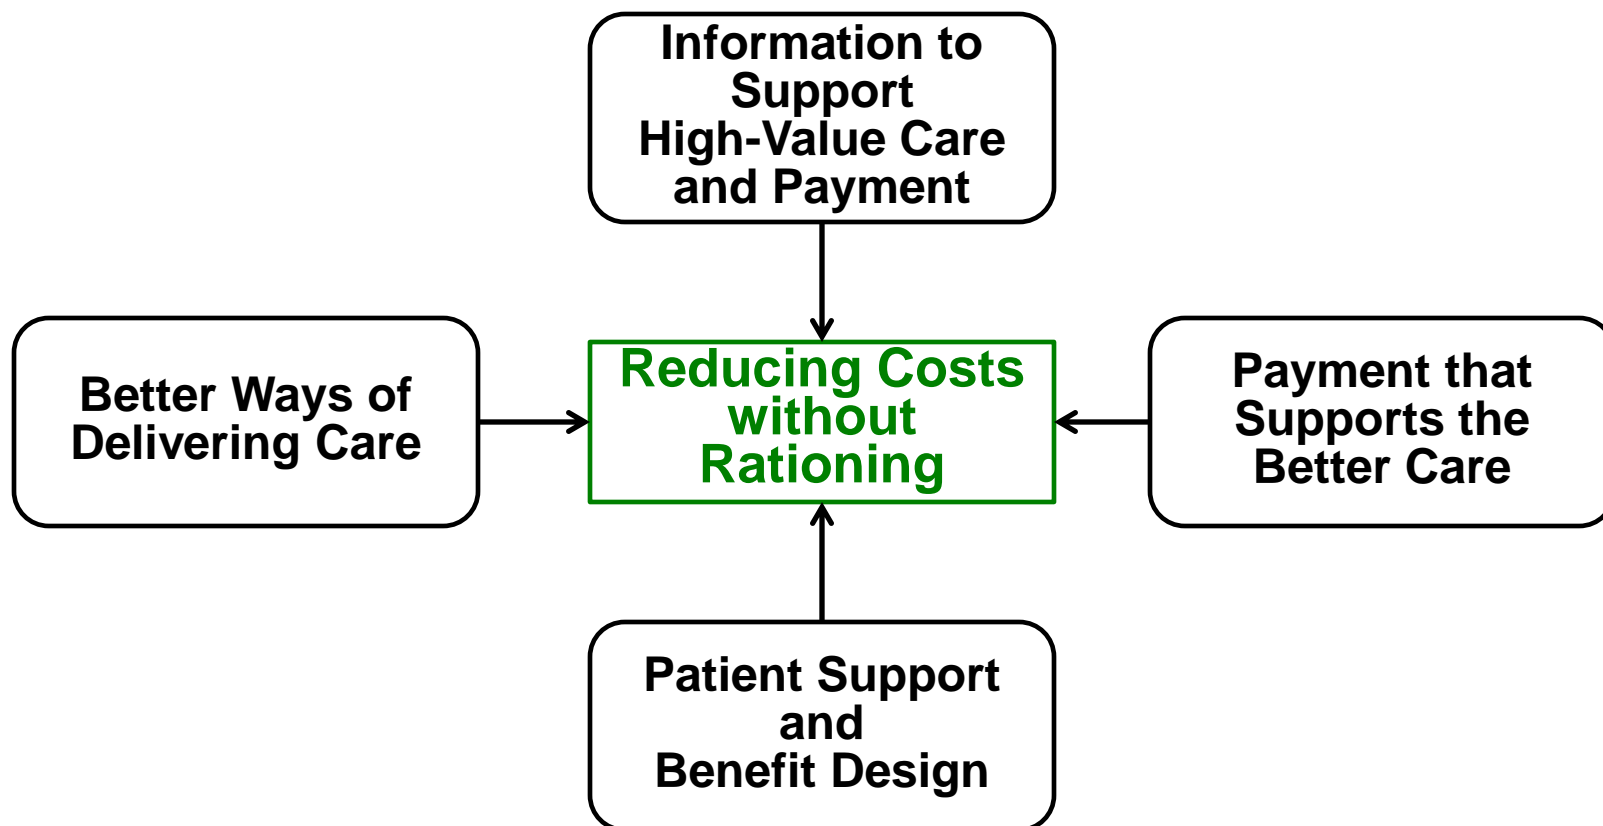 Information to
Support
High-Value Care
and Payment
Better Ways of
Delivering Care
Reducing Costs
without
Rationing
Payment that
Supports the
Better Care
Patient Support
and
Benefit Design